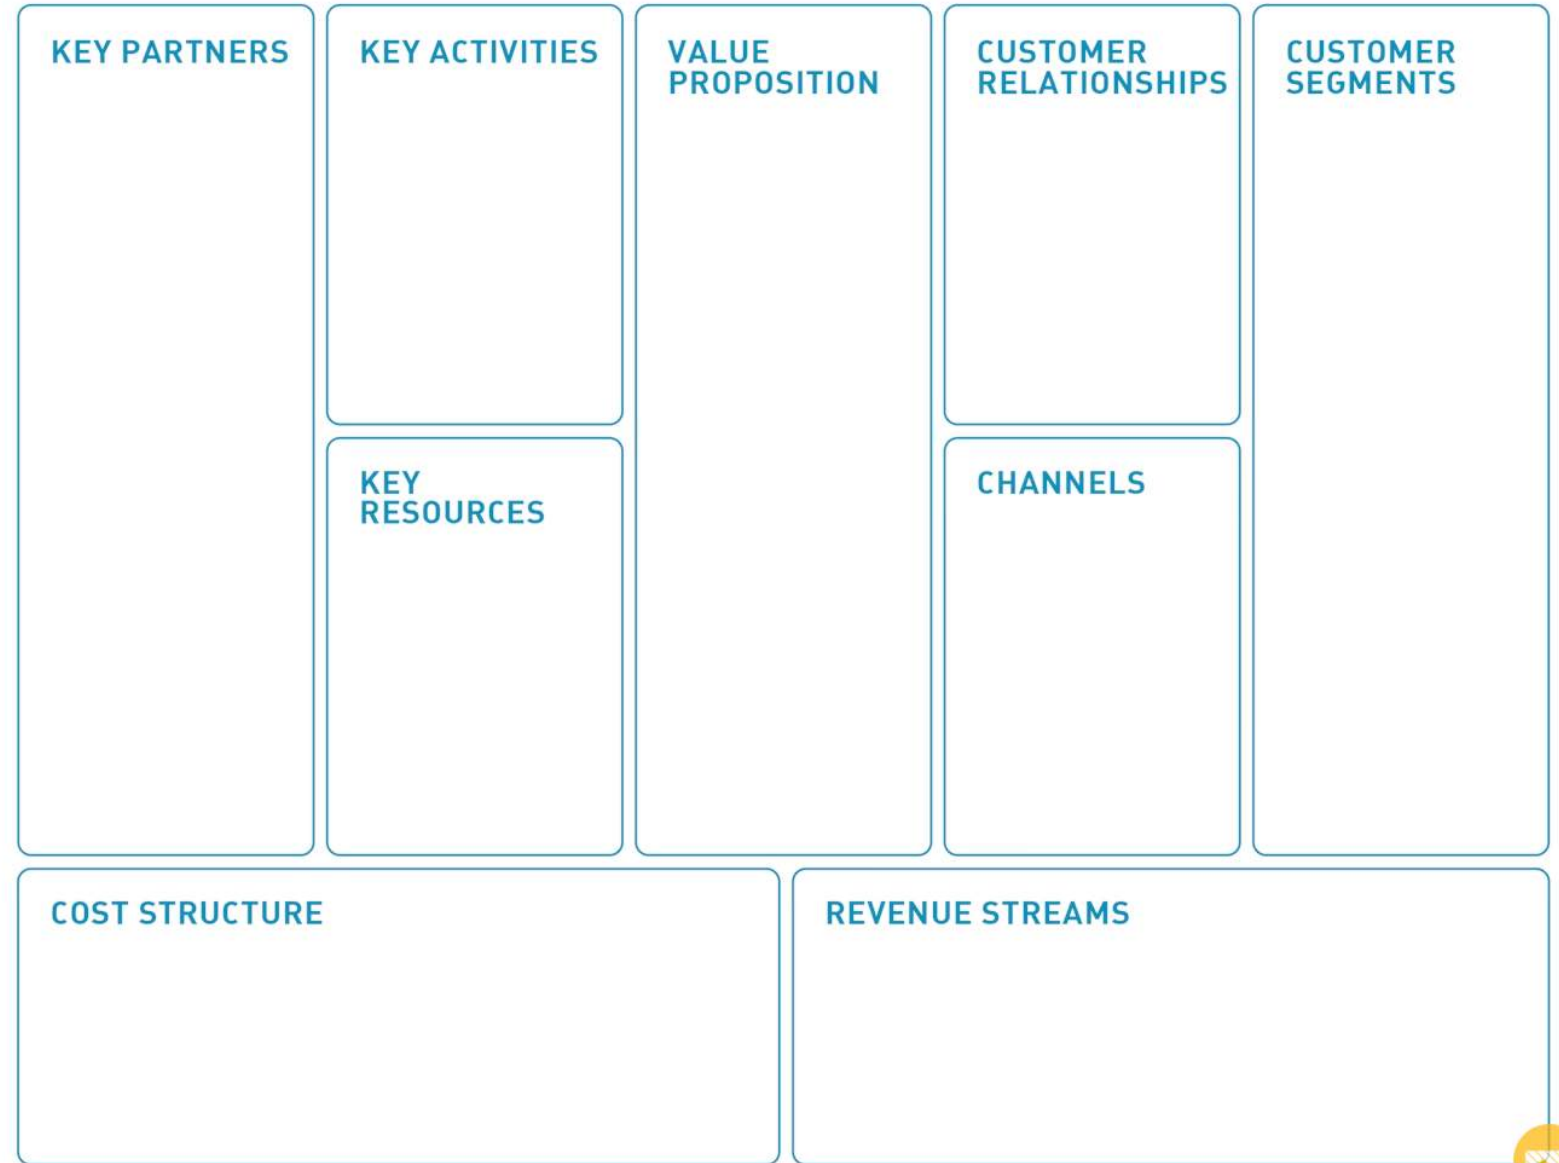 KEY PARTNERS
KEY ACTIVITIES
VALUE
PROPOSITION
CUSTOMER
RELATIONSHIPS
CUSTOMER
SEGMENTS
KEY
RESOURCES
CHANNELS
COST STRUCTURE
REVENUE STREAMS